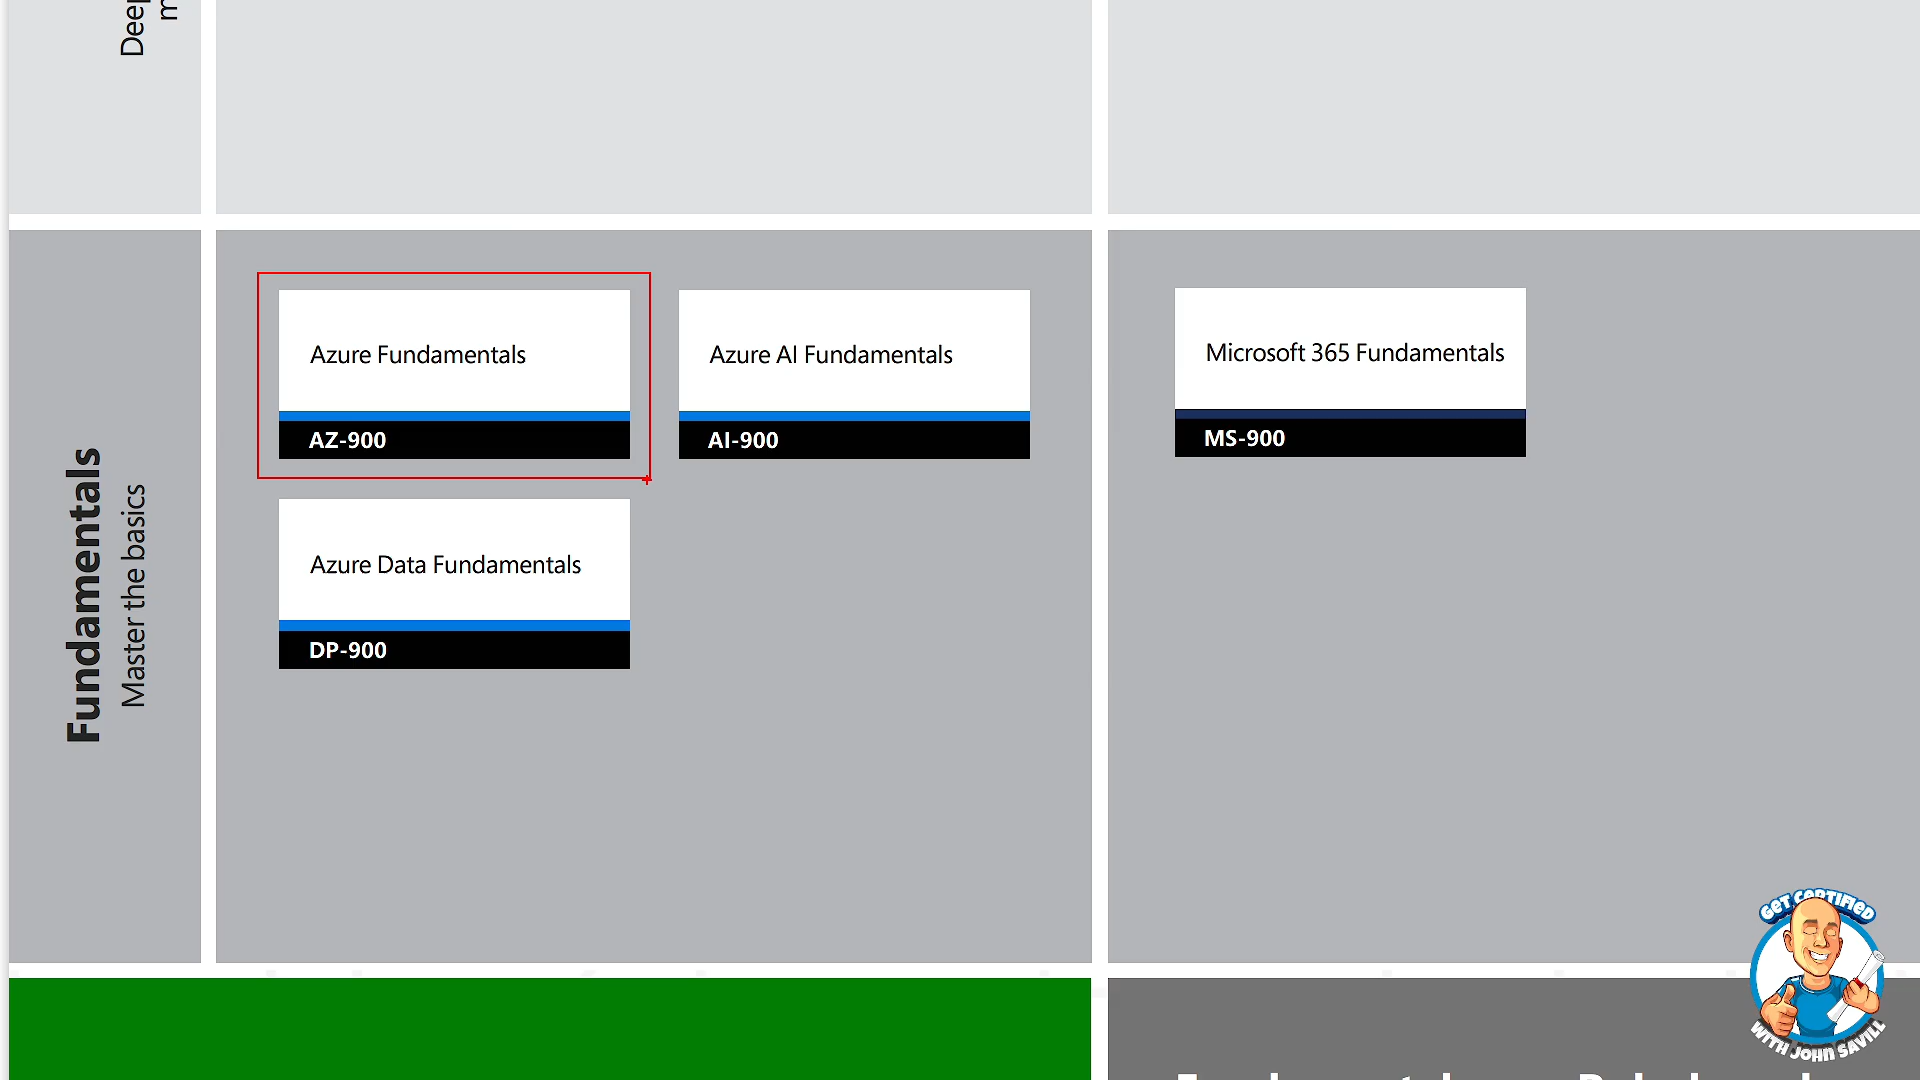 Fundamentals
Master the basics
Azure Fundamentals
AZ-900
Azure AI Fundamentals
AI-900
Azure Data Fundamentals
DP-900
Microsoft 365 Fundamentals
MS-900
GET CERTIFIED
WITH JOHN SAVILL